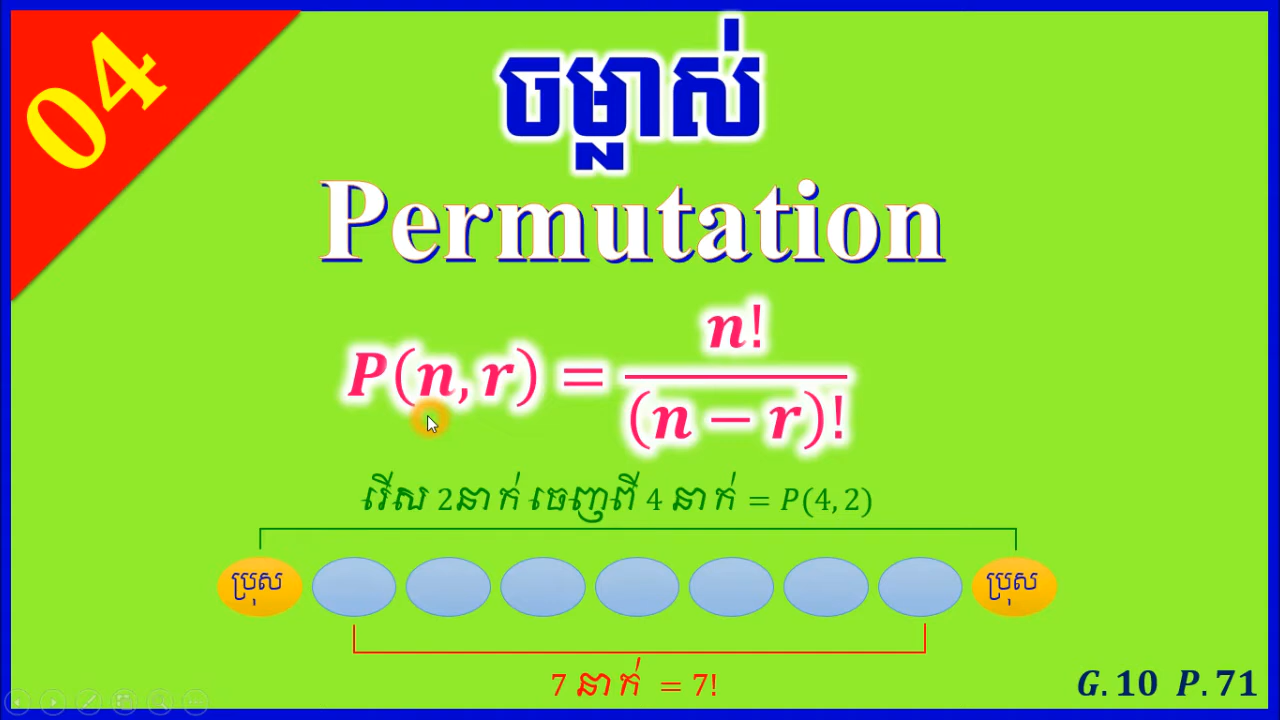 04
ចម្លាស់
Permutation
P(n, r) = n! / (n − r)!
រើស 2នាក់ ចេញពី 4 នាក់ = P(4, 2)
ប្រុស ប្រុស
7 នាក់ = 7!
G. 10 P. 71